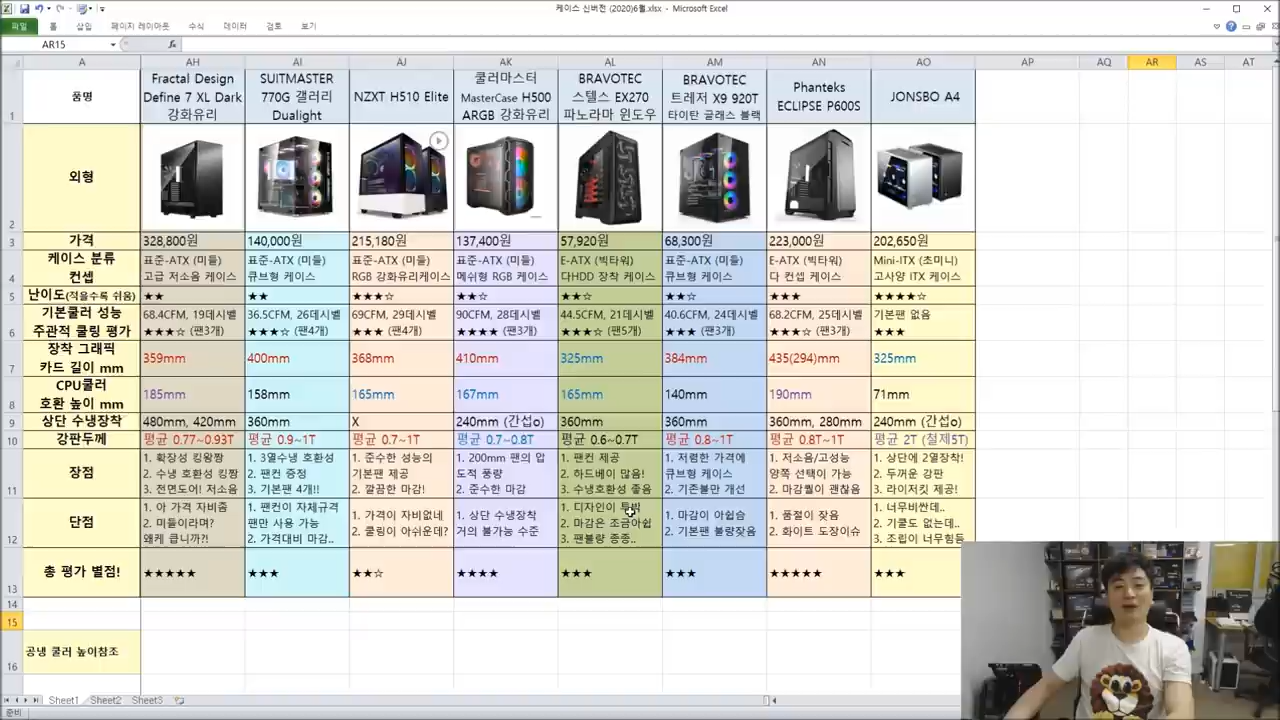 케이스 신버전 (2020)6월.xlsx - Microsoft Excel
파일 홈 삽입 페이지 레이아웃 수식 데이터 검토 보기
AR15 fx
A AH AI AJ AK AL AM AN AO AP AQ AR AS AT
1 품명
Fractal Design
Define 7 XL Dark
강화유리
SUITMASTER
770G 갤러리
Dualight
NZXT H510 Elite
쿨러마스터
MasterCase H500
ARGB 강화유리
BRAVOTEC
스텔스 EX270
파노라마 윈도우
BRAVOTEC
트레저 X9 920T
타이탄 글래스 블랙
Phanteks
ECLIPSE P600S
JONSBO A4
2 외형
3 가격 328,800원 140,000원 215,180원 137,400원 57,920원 68,300원 223,000원 202,650원
4 케이스 분류 표준-ATX (미들) 표준-ATX (미들) 표준-ATX (미들) 표준-ATX (미들) E-ATX (빅타워) 표준-ATX (미들) E-ATX (빅타워) Mini-ITX (초미니)
컨셉 고급 저소음 케이스 큐브형 케이스 RGB 강화유리케이스 메쉬형 RGB 케이스 다HDD 장착 케이스 큐브형 케이스 다 컨셉 케이스 고사양 ITX 케이스
5 난이도(적을수록 쉬움) ★★ ★★ ★★★☆ ★★☆ ★★☆ ★★☆ ★★★ ★★★★☆
6 기본쿨러 성능 68.4CFM, 19데시벨 36.5CFM, 26데시벨 69CFM, 29데시벨 90CFM, 28데시벨 44.5CFM, 21데시벨 40.6CFM, 24데시벨 68.2CFM, 25데시벨 기본팬 없음
주관적 쿨링 평가 ★★★☆ (팬3개) ★★★☆ (팬4개) ★★★ (팬4개) ★★★★ (팬3개) ★★★★ (팬5개) ★★★ (팬3개) ★★★☆ (팬3개) ★★★
7 장착 그래픽
카드 길이 mm 359mm 400mm 368mm 410mm 325mm 384mm 435(294)mm 325mm
8 CPU쿨러
호환 높이 mm 185mm 158mm 165mm 167mm 165mm 140mm 190mm 71mm
9 상단 수냉장착 480mm, 420mm 360mm X 240mm (간섭o) 360mm 360mm 360mm, 280mm 240mm (간섭o)
10 강판두께 평균 0.77~0.93T 평균 0.9~1T 평균 0.7~1T 평균 0.7~0.8T 평균 0.6~0.7T 평균 0.8~1T 평균 0.8T~1T 평균 2T (철제5T)
11 장점
1. 확장성 킹왕짱
2. 수냉 호환성 킹짱
3. 전면도어! 저소음
1. 3열수냉 호환성
2. 팬컨 증정
3. 기본팬 4개!!
1. 준수한 성능의
기본팬 제공
2. 깔끔한 마감!
1. 200mm 팬의 압
도적 풍량
2. 준수한 마감
1. 팬컨 제공
2. 하드베이 많음!
3. 수냉호환성 좋음
1. 저렴한 가격에
큐브형 케이스
2. 기존불만 개선
1. 저소음/고성능
양쪽 선택이 가능
2. 마감퀄이 괜찮음
1. 상단에 2열장착!
2. 두꺼운 강판
3. 라이저킷 제공!
12 단점
1. 아 가격 자비좀
2. 미들이라며?
왜케 큽니까?!
1. 팬컨이 자체규격
팬만 사용 가능
2. 가격대비 마감..
1. 가격이 자비없네
2. 쿨링이 아쉬운데?
1. 상단 수냉장착
거의 불가능 수준
1. 디자인이
2. 마감은 조금아쉽
3. 팬불량 종종..
1. 마감이 아쉽슴
2. 기본팬 불량잦음
1. 품절이 잦음
2. 화이트 도장이슈
1. 너무비싼데..
2. 기쿨도 없는데..
3. 조립이 너무힘듬
13 총 평가 별점! ★★★★★ ★★★ ★★☆ ★★★★ ★★★ ★★★ ★★★★★ ★★★
14
15
16 공냉 쿨러 높이참조
Sheet1 Sheet2 Sheet3
준비